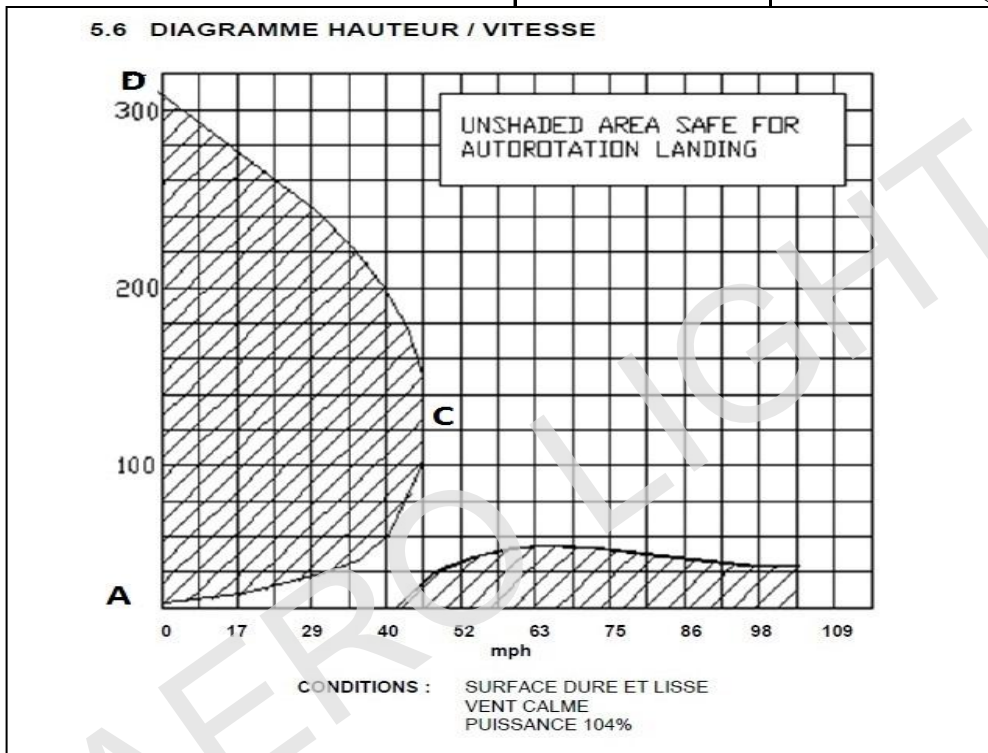 5.6 DIAGRAMME HAUTEUR / VITESSE
D
300
UNSHADED AREA SAFE FOR
AUTOROTATION LANDING
200
C
100
A
0 17 29 40 52 63 75 86 98 109
mph
CONDITIONS : SURFACE DURE ET LISSE
VENT CALME
PUISSANCE 104%
AERO LIGHT